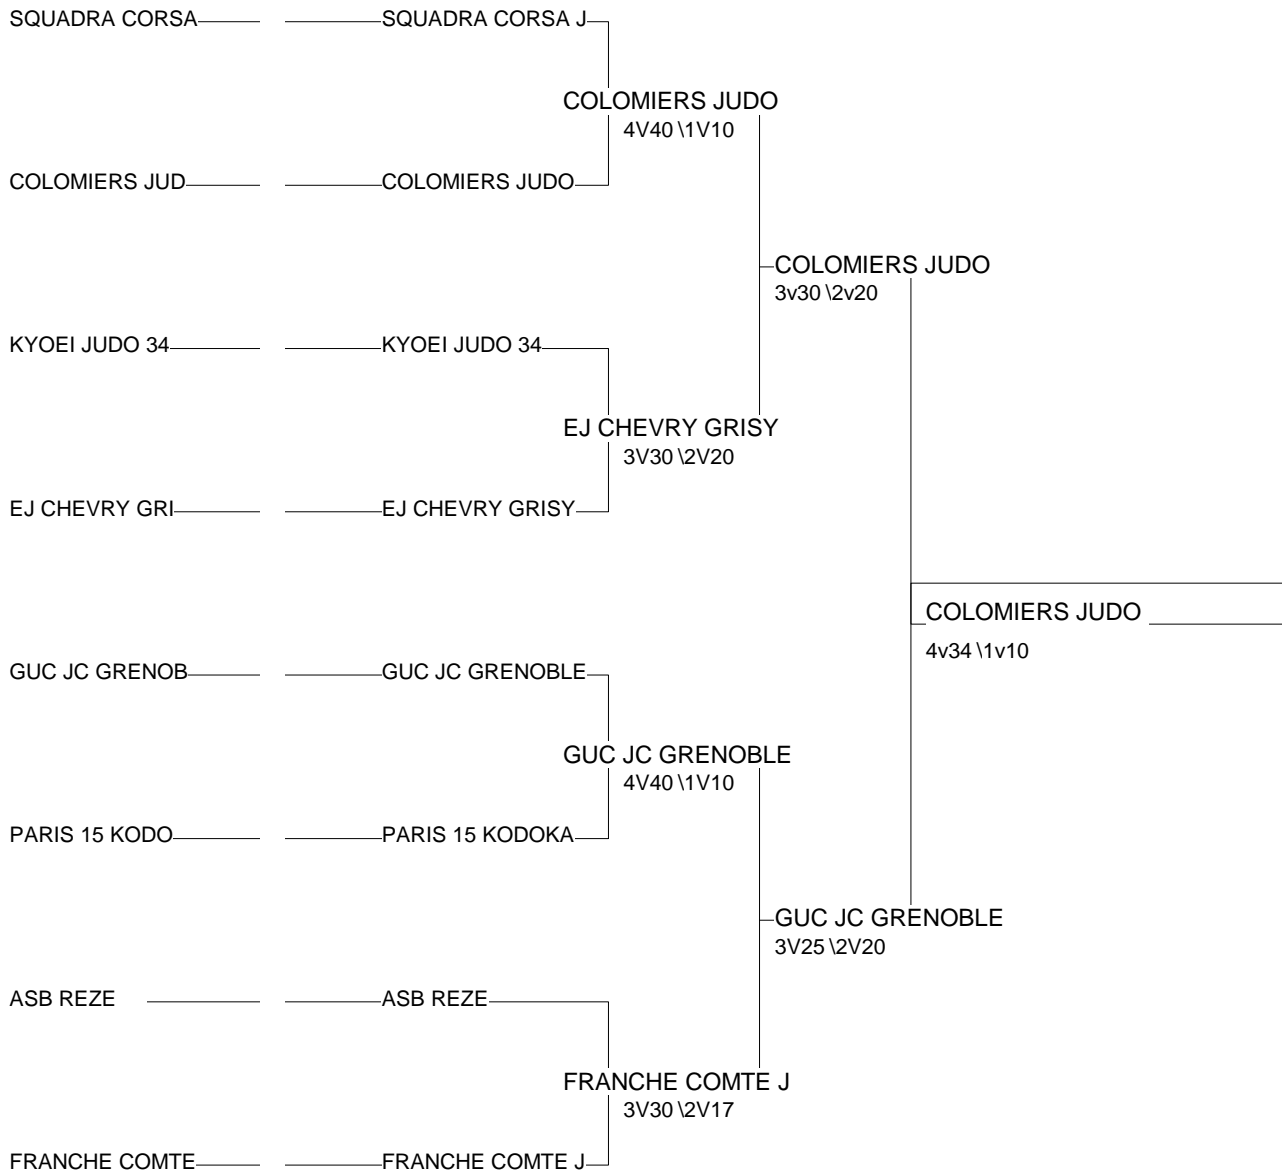 SQUADRA CORSA SQUADRA CORSA J
COLOMIERS JUDO
4V40 \1V10
COLOMIERS JUD COLOMIERS JUDO
COLOMIERS JUDO
3v30 \2v20
KYOEI JUDO 34 KYOEI JUDO 34
EJ CHEVRY GRISY
3V30 \2V20
EJ CHEVRY GRI EJ CHEVRY GRISY
COLOMIERS JUDO
4v34 \1v10
GUC JC GRENOB GUC JC GRENOBLE
GUC JC GRENOBLE
4V40 \1V10
PARIS 15 KODO PARIS 15 KODOKA
GUC JC GRENOBLE
3V25 \2V20
ASB REZE ASB REZE
FRANCHE COMTE J
3V30 \2V17
FRANCHE COMTE FRANCHE COMTE J